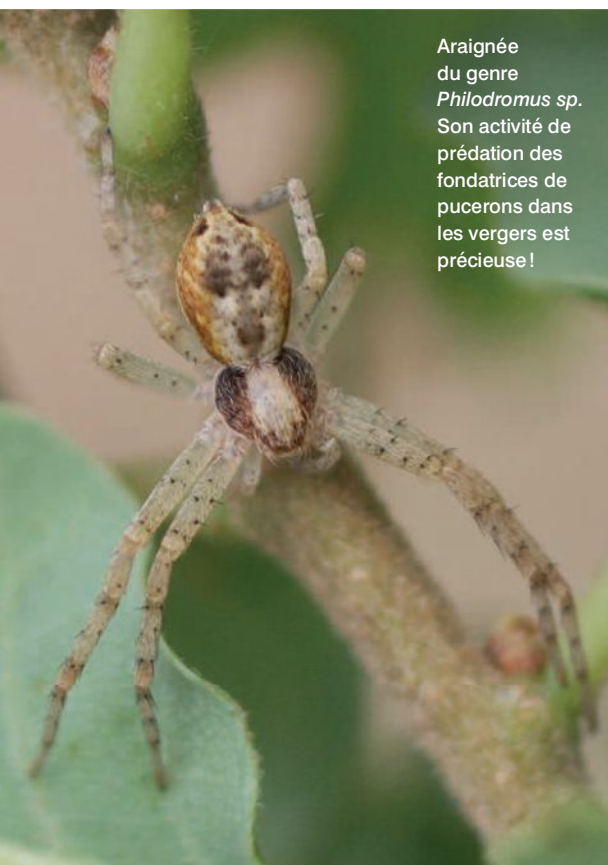 Araignée
du genre
Philodromus sp.
Son activité de
prédation des
fondatrices de
pucerons dans
les vergers est
précieuse !